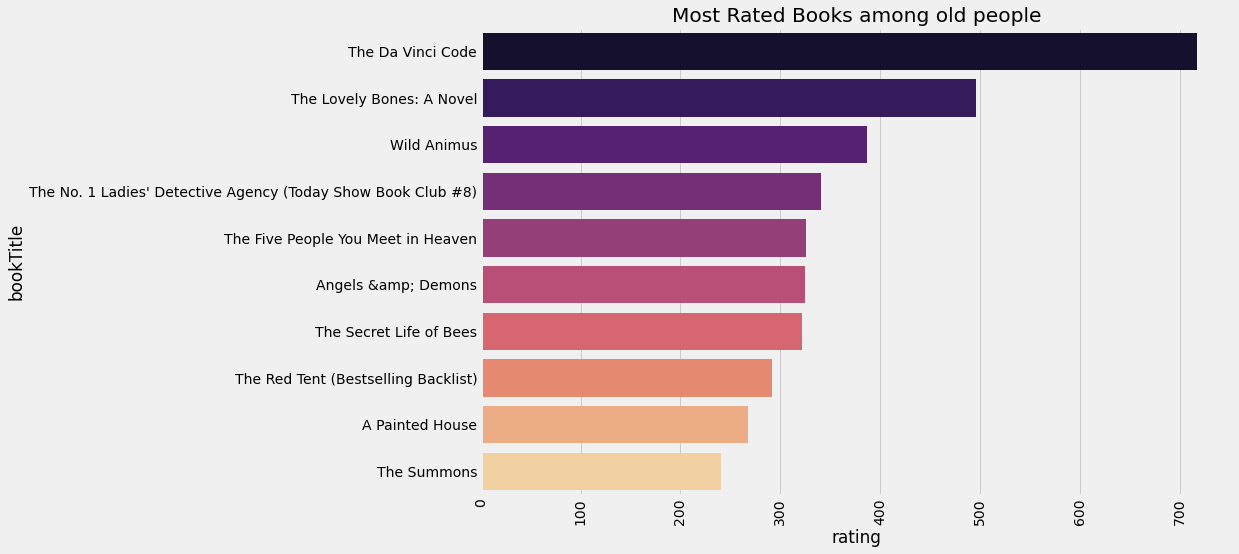 Most Rated Books among old people
bookTitle
The Da Vinci Code
The Lovely Bones: A Novel
Wild Animus
The No. 1 Ladies' Detective Agency (Today Show Book Club #8)
The Five People You Meet in Heaven
Angels &amp; Demons
The Secret Life of Bees
The Red Tent (Bestselling Backlist)
A Painted House
The Summons
0
100
200
300
400
500
600
700
rating